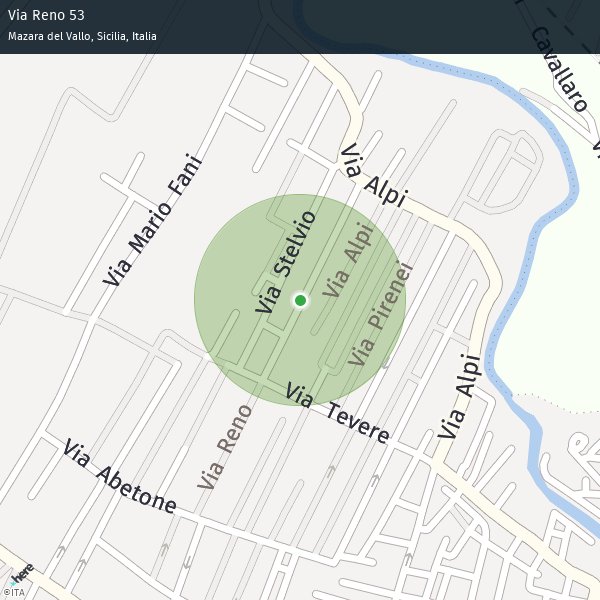 Via Reno 53
Mazara del Vallo, Sicilia, Italia
Cavallaro
Via Alpi
Via Mario Fani
Via Stelvio
Via Alpi
Via Pirenei
Via Alpi
Via Tevere
Via Reno
Via Abetone
here
©ITA